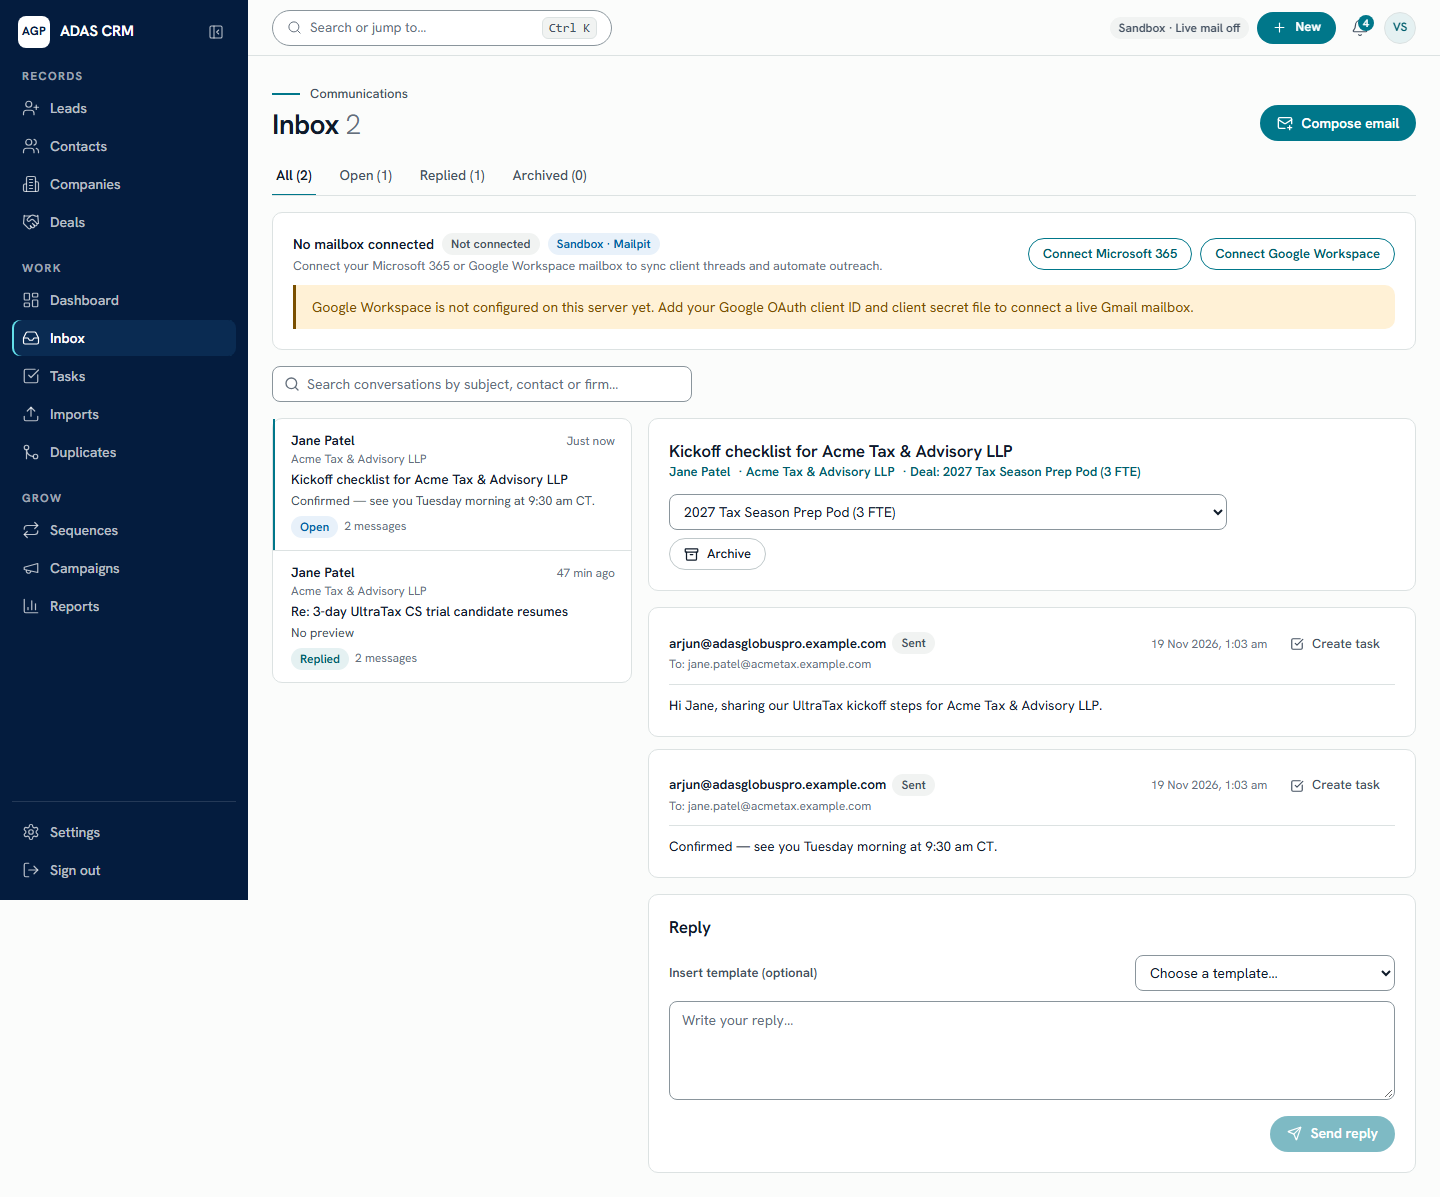 AGP ADAS CRM
RECORDS
Leads
Contacts
Companies
Deals
WORK
Dashboard
Inbox
Tasks
Imports
Duplicates
GROW
Sequences
Campaigns
Reports
Settings
Sign out
Search or jump to... Ctrl K
Sandbox · Live mail off
New
4
VS
Communications
Inbox 2
Compose email
All (2) Open (1) Replied (1) Archived (0)
No mailbox connected Not connected Sandbox · Mailpit
Connect your Microsoft 365 or Google Workspace mailbox to sync client threads and automate outreach.
Connect Microsoft 365 Connect Google Workspace
Google Workspace is not configured on this server yet. Add your Google OAuth client ID and client secret file to connect a live Gmail mailbox.
Search conversations by subject, contact or firm...
Jane Patel Just now
Acme Tax & Advisory LLP
Kickoff checklist for Acme Tax & Advisory LLP
Confirmed — see you Tuesday morning at 9:30 am CT.
Open 2 messages
Jane Patel 47 min ago
Acme Tax & Advisory LLP
Re: 3-day UltraTax CS trial candidate resumes
No preview
Replied 2 messages
Kickoff checklist for Acme Tax & Advisory LLP
Jane Patel · Acme Tax & Advisory LLP · Deal: 2027 Tax Season Prep Pod (3 FTE)
2027 Tax Season Prep Pod (3 FTE)
Archive
arjun@adasglobuspro.example.com Sent 19 Nov 2026, 1:03 am Create task
To: jane.patel@acmetax.example.com
Hi Jane, sharing our UltraTax kickoff steps for Acme Tax & Advisory LLP.
arjun@adasglobuspro.example.com Sent 19 Nov 2026, 1:03 am Create task
To: jane.patel@acmetax.example.com
Confirmed — see you Tuesday morning at 9:30 am CT.
Reply
Insert template (optional) Choose a template...
Write your reply...
Send reply